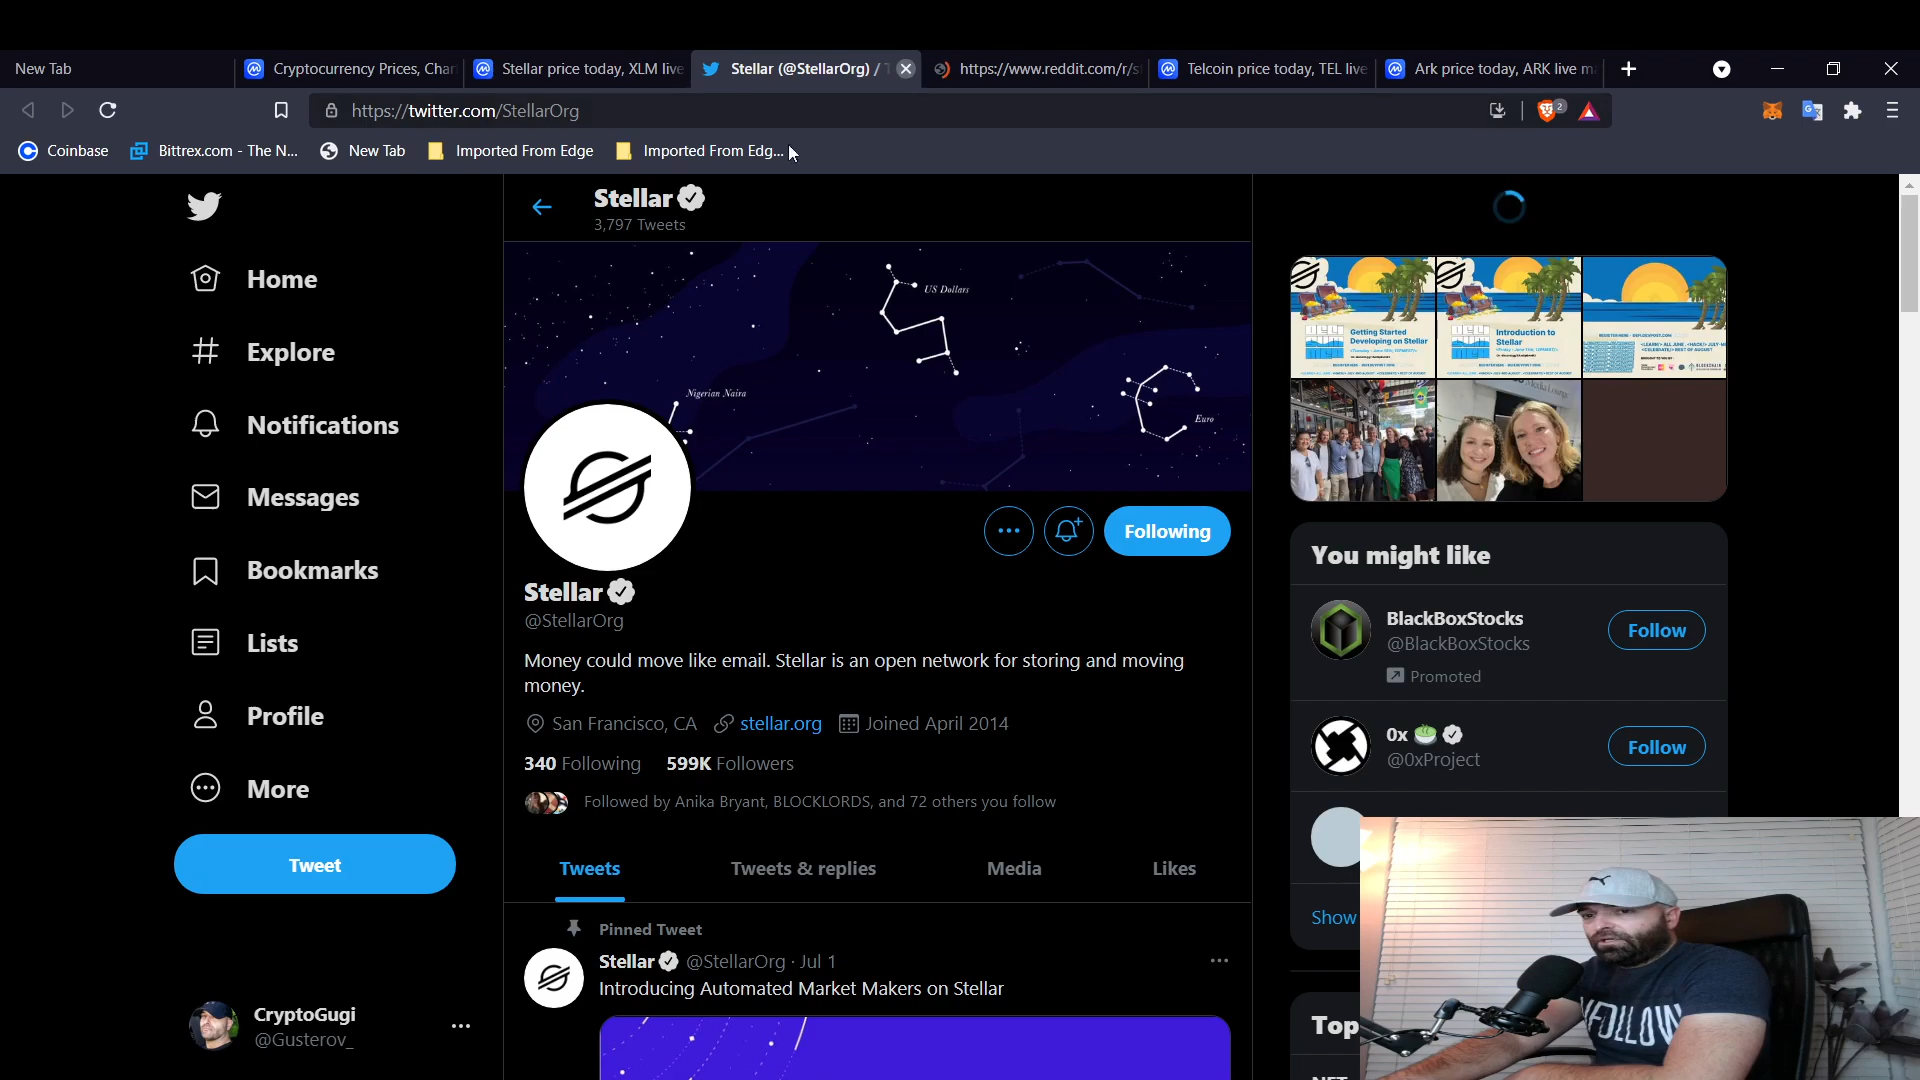 New Tab
Cryptocurrency Prices, Char
Stellar price today, XLM live
Stellar (@StellarOrg) / T
https://www.reddit.com/r/s
Telcoin price today, TEL live
Ark price today, ARK live ma
https://twitter.com/StellarOrg
2
Coinbase
Bittrex.com - The N...
New Tab
Imported From Edge
Imported From Edg...
Stellar
3,797 Tweets
Home
Explore
Notifications
Messages
Bookmarks
Lists
Profile
More
Tweet
CryptoGugi
@Gusterov_
US Dollars
Nigerian Naira
Euro
Following
Stellar
@StellarOrg
Money could move like email. Stellar is an open network for storing and moving
money.
San Francisco, CA stellar.org Joined April 2014
340 Following 599K Followers
Followed by Anika Bryant, BLOCKLORDS, and 72 others you follow
Tweets
Tweets & replies
Media
Likes
Pinned Tweet
Stellar @StellarOrg · Jul 1
Introducing Automated Market Makers on Stellar
Getting Started
Developing on Stellar
Introduction to
Stellar
You might like
BlackBoxStocks
@BlackBoxStocks
Promoted
Follow
0x
@0xProject
Follow
Show
Top
FOLLOW